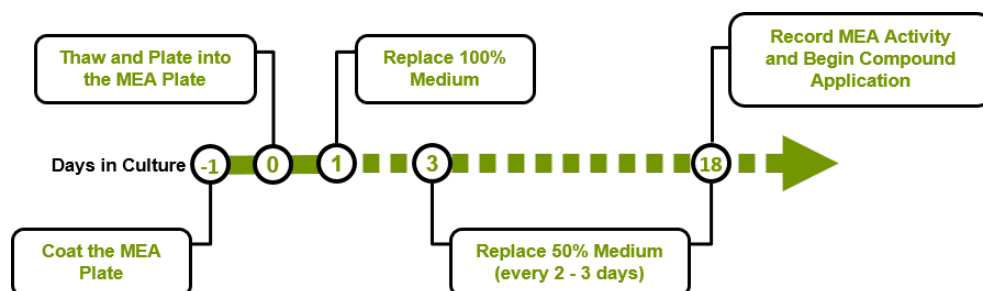 Thaw and Plate into
the MEA Plate
Replace 100%
Medium
Record MEA Activity
and Begin Compound
Application
Days in Culture
-1
0
1
3
18
Coat the MEA
Plate
Replace 50% Medium
(every 2 - 3 days)